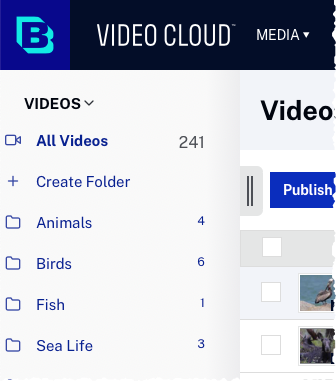 VIDEO CLOUD™
MEDIA ▾
VIDEOS
All Videos 241
Create Folder
Animals 4
Birds 6
Fish 1
Sea Life 3
Video
Publish